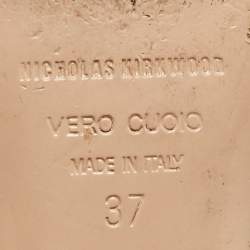 NICHOLAS KIRKWOOD
VERO CUOIO
MADE IN ITALY
37